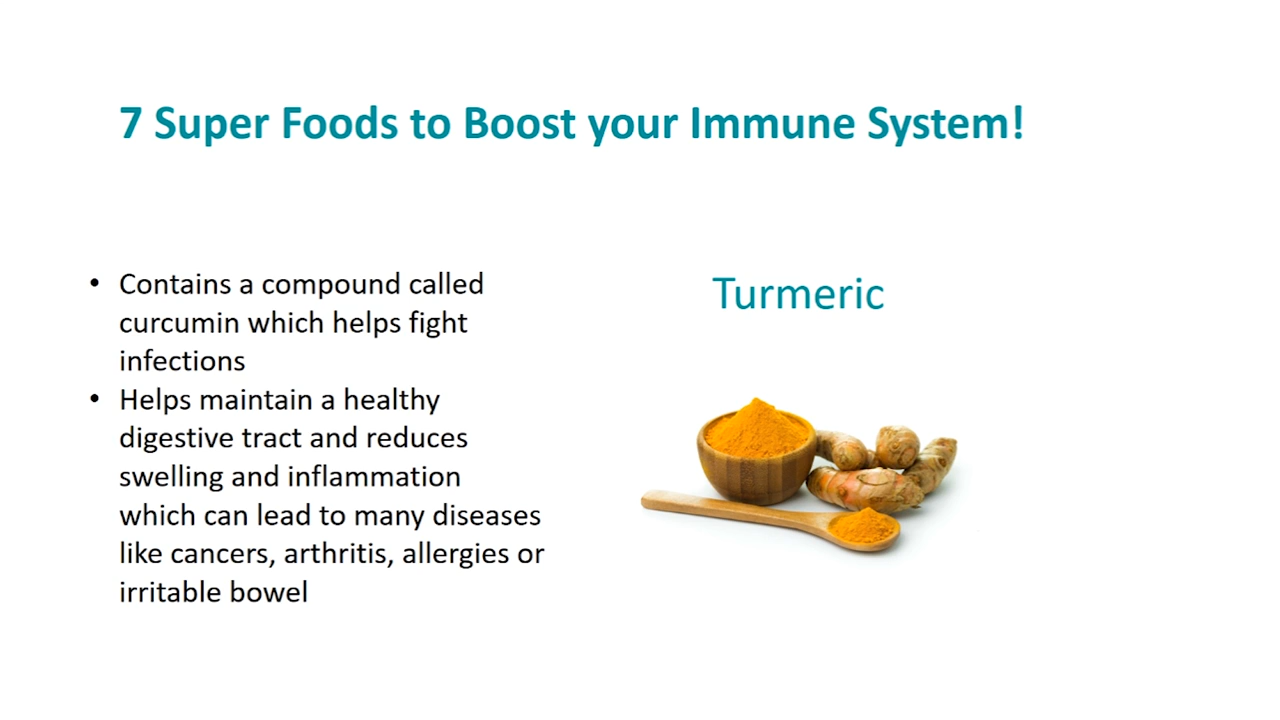 7 Super Foods to Boost your Immune System!
• Contains a compound called
curcumin which helps fight
infections
• Helps maintain a healthy
digestive tract and reduces
swelling and inflammation
which can lead to many diseases
like cancers, arthritis, allergies or
irritable bowel
Turmeric